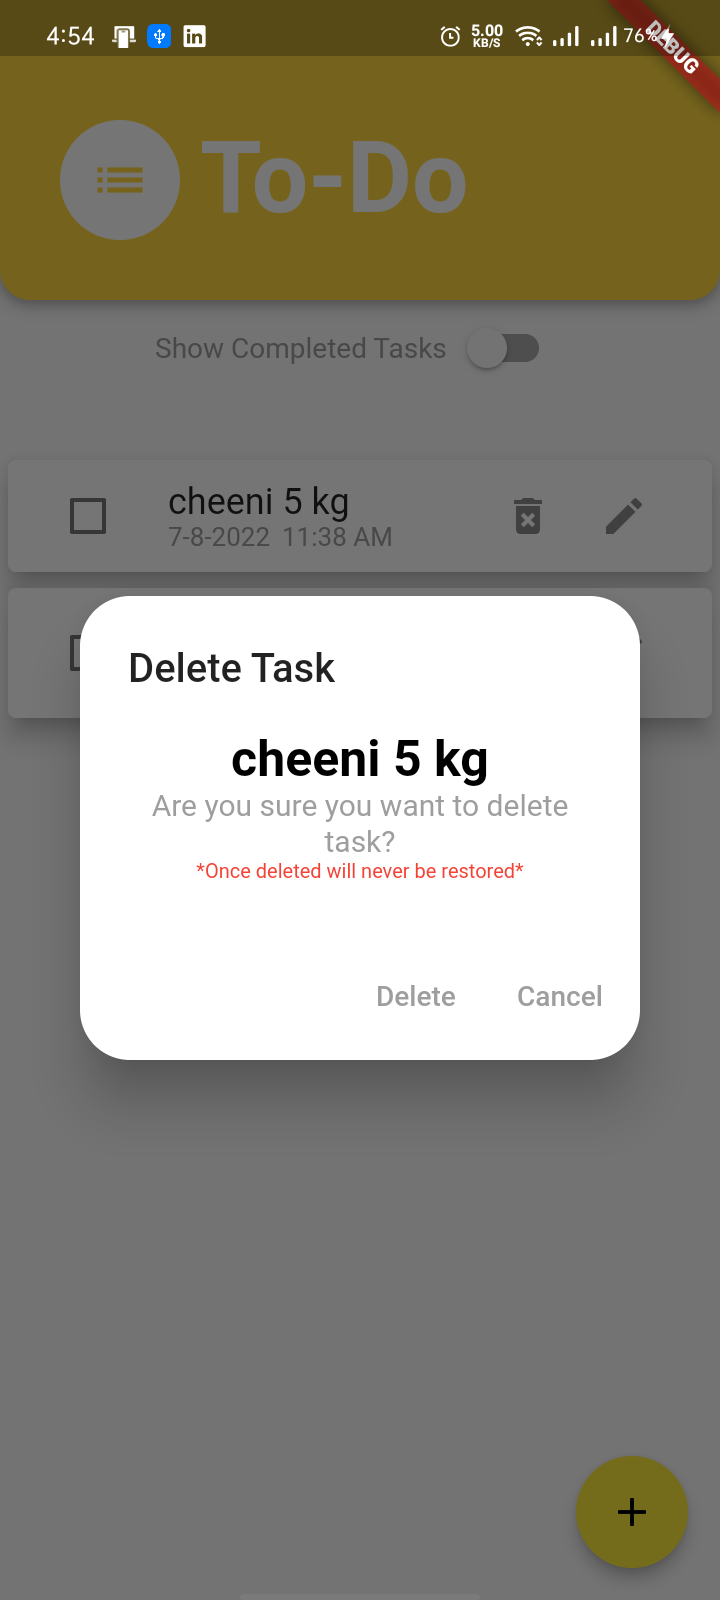 4:54 in 5.00 KB/S 76% DEBUG
To-Do
Show Completed Tasks
cheeni 5 kg
7-8-2022 11:38 AM
Delete Task
cheeni 5 kg
Are you sure you want to delete
task?
*Once deleted will never be restored*
Delete Cancel